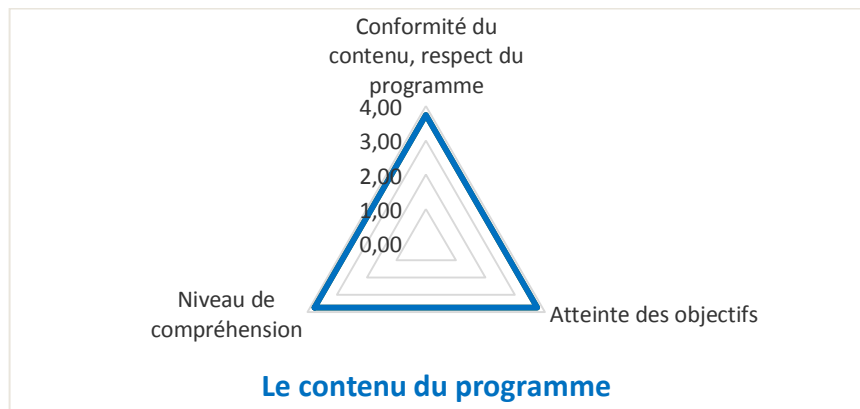 Conformité du
contenu, respect du
programme
4,00
3,00
2,00
1,00
0,00
Niveau de
compréhension
Atteinte des objectifs
Le contenu du programme